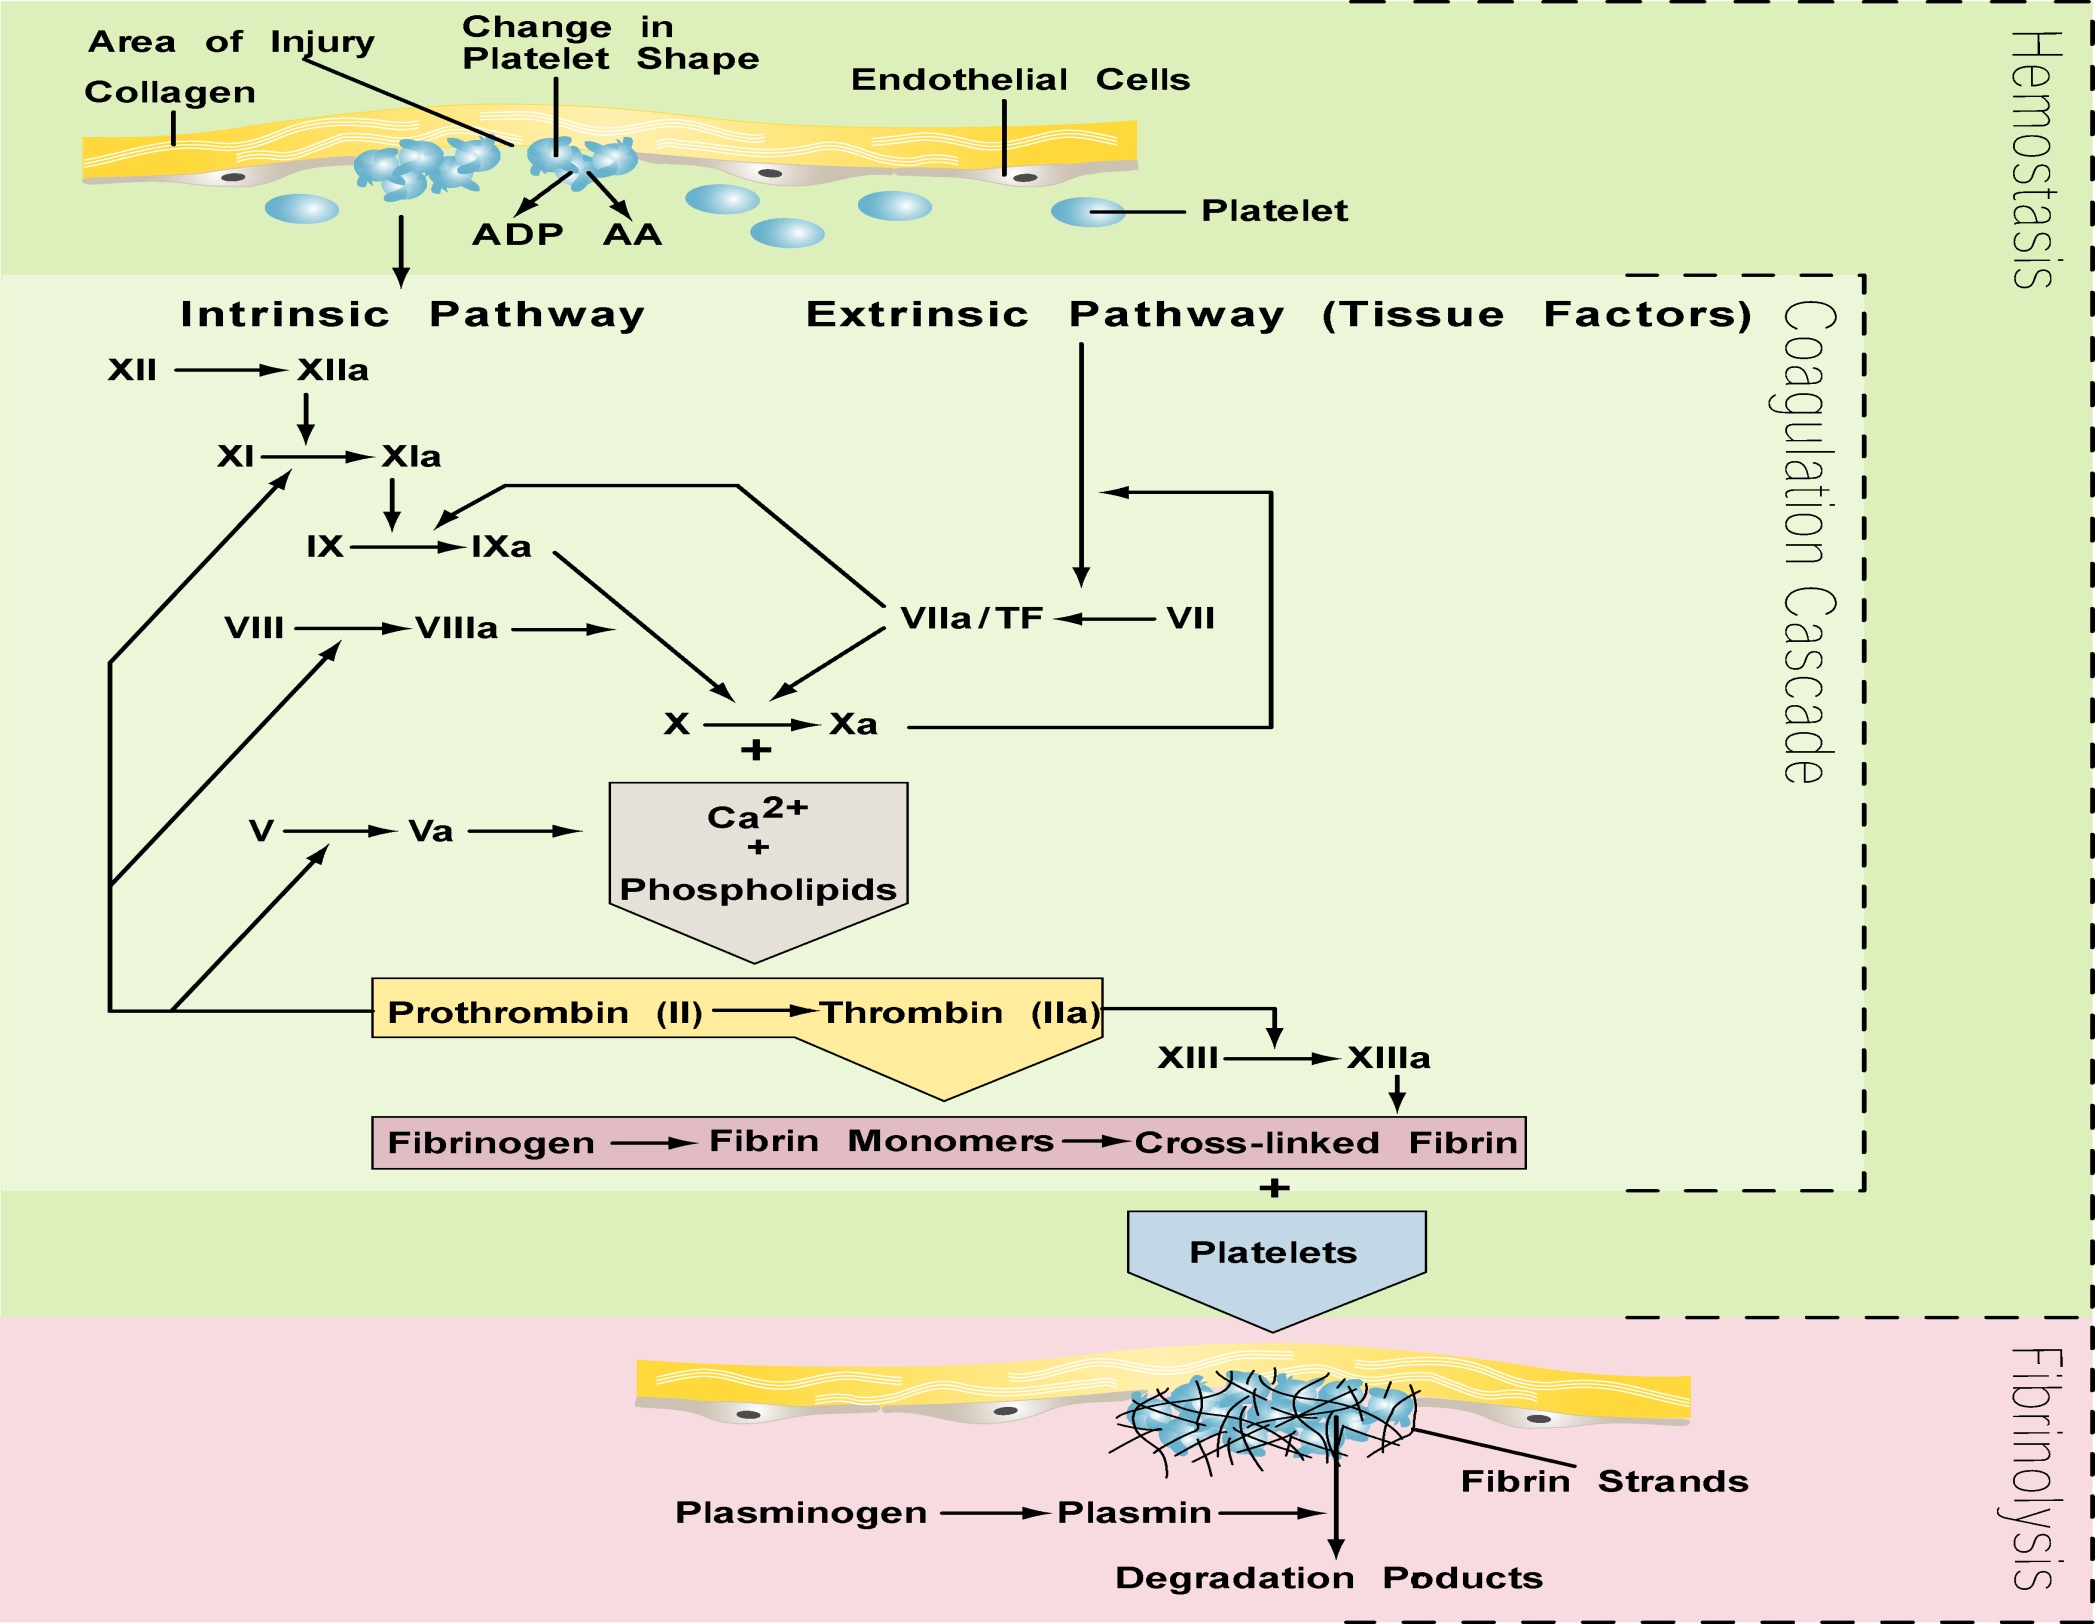 Area of Injury
Change in
Platelet Shape
Collagen
Endothelial Cells
Platelet
ADP AA
Hemostasis
Intrinsic Pathway
Extrinsic Pathway (Tissue Factors)
Coagulation Cascade
XII XIIa
XI XIa
IX IXa
VIII VIIIa
VIIa/TF VII
X Xa
+
Ca2+
+
Phospholipids
V Va
Prothrombin (II) Thrombin (IIa)
XIII XIIIa
Fibrinogen Fibrin Monomers Cross-linked Fibrin
+
Platelets
Fibrinolysis
Fibrin Strands
Plasminogen Plasmin
Degradation Products